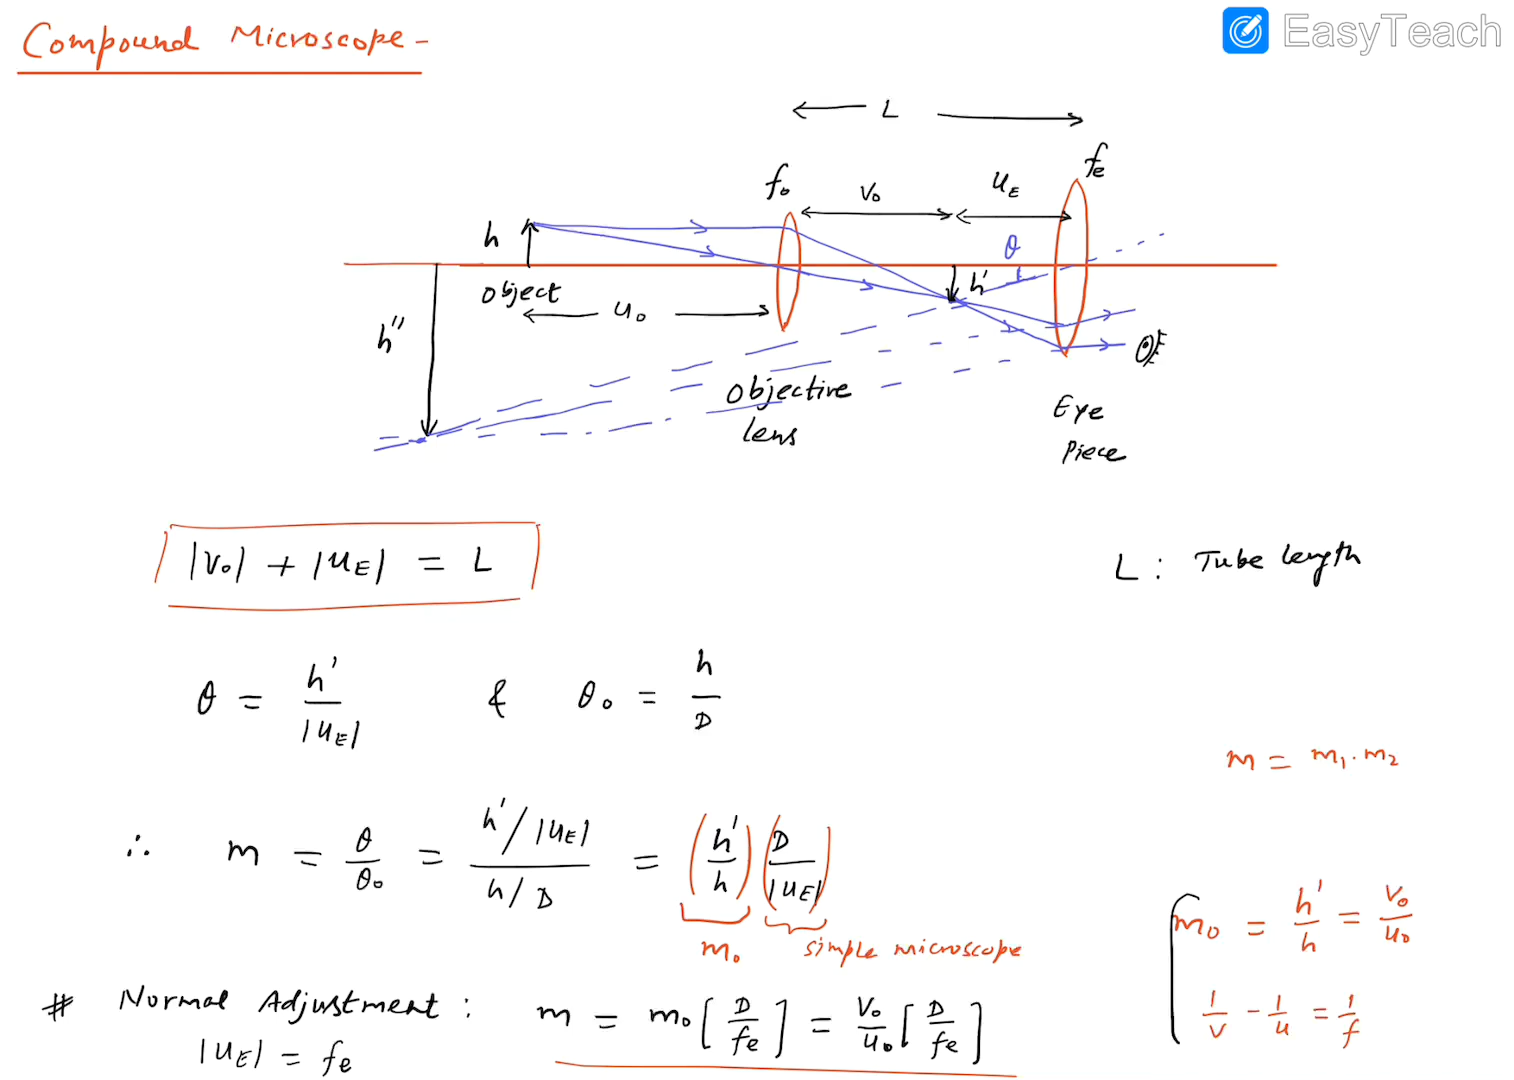 Compound Microscope -
EasyTeach
L
fo
fe
vo
uE
h
θ
h'
object
uo
h''
objective
lens
Eye
Piece
|vo| + |uE| = L
L : Tube length
θ = h'/|uE| & θo = h/D
m = m1 . m2
∴ m = θ/θo = (h'/|uE|)/(h/D) = (h'/h) (D/|uE|)
mo simple microscope
mo = h'/h = vo/uo
# Normal Adjustment : m = mo [D/fe] = vo/uo [D/fe]
1/v - 1/u = 1/f
|uE| = fe